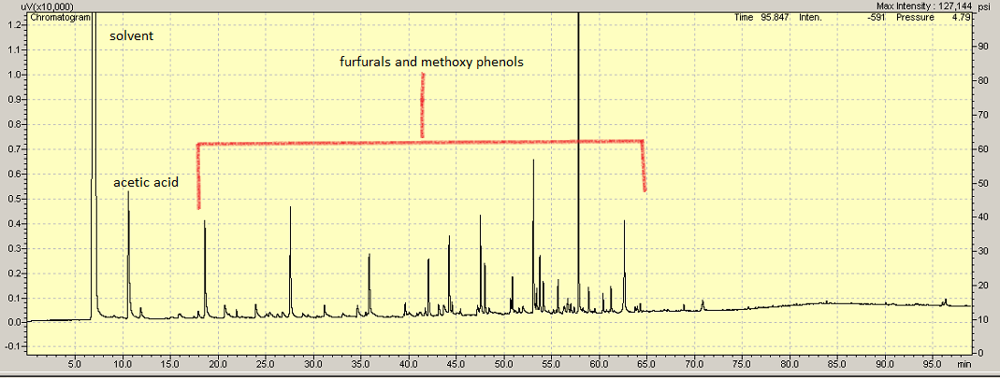 uV(x10,000)
Max Intensity : 127,144
psi
Chromatogram
Time 95.847 Inten. -591 Pressure 4.79
1.2
1.1
1.0
0.9
0.8
0.7
0.6
0.5
0.4
0.3
0.2
0.1
0.0
-0.1
solvent
furfurals and methoxy phenols
acetic acid
90
80
70
60
50
40
30
20
10
0
5.0 10.0 15.0 20.0 25.0 30.0 35.0 40.0 45.0 50.0 55.0 60.0 65.0 70.0 75.0 80.0 85.0 90.0 95.0 min